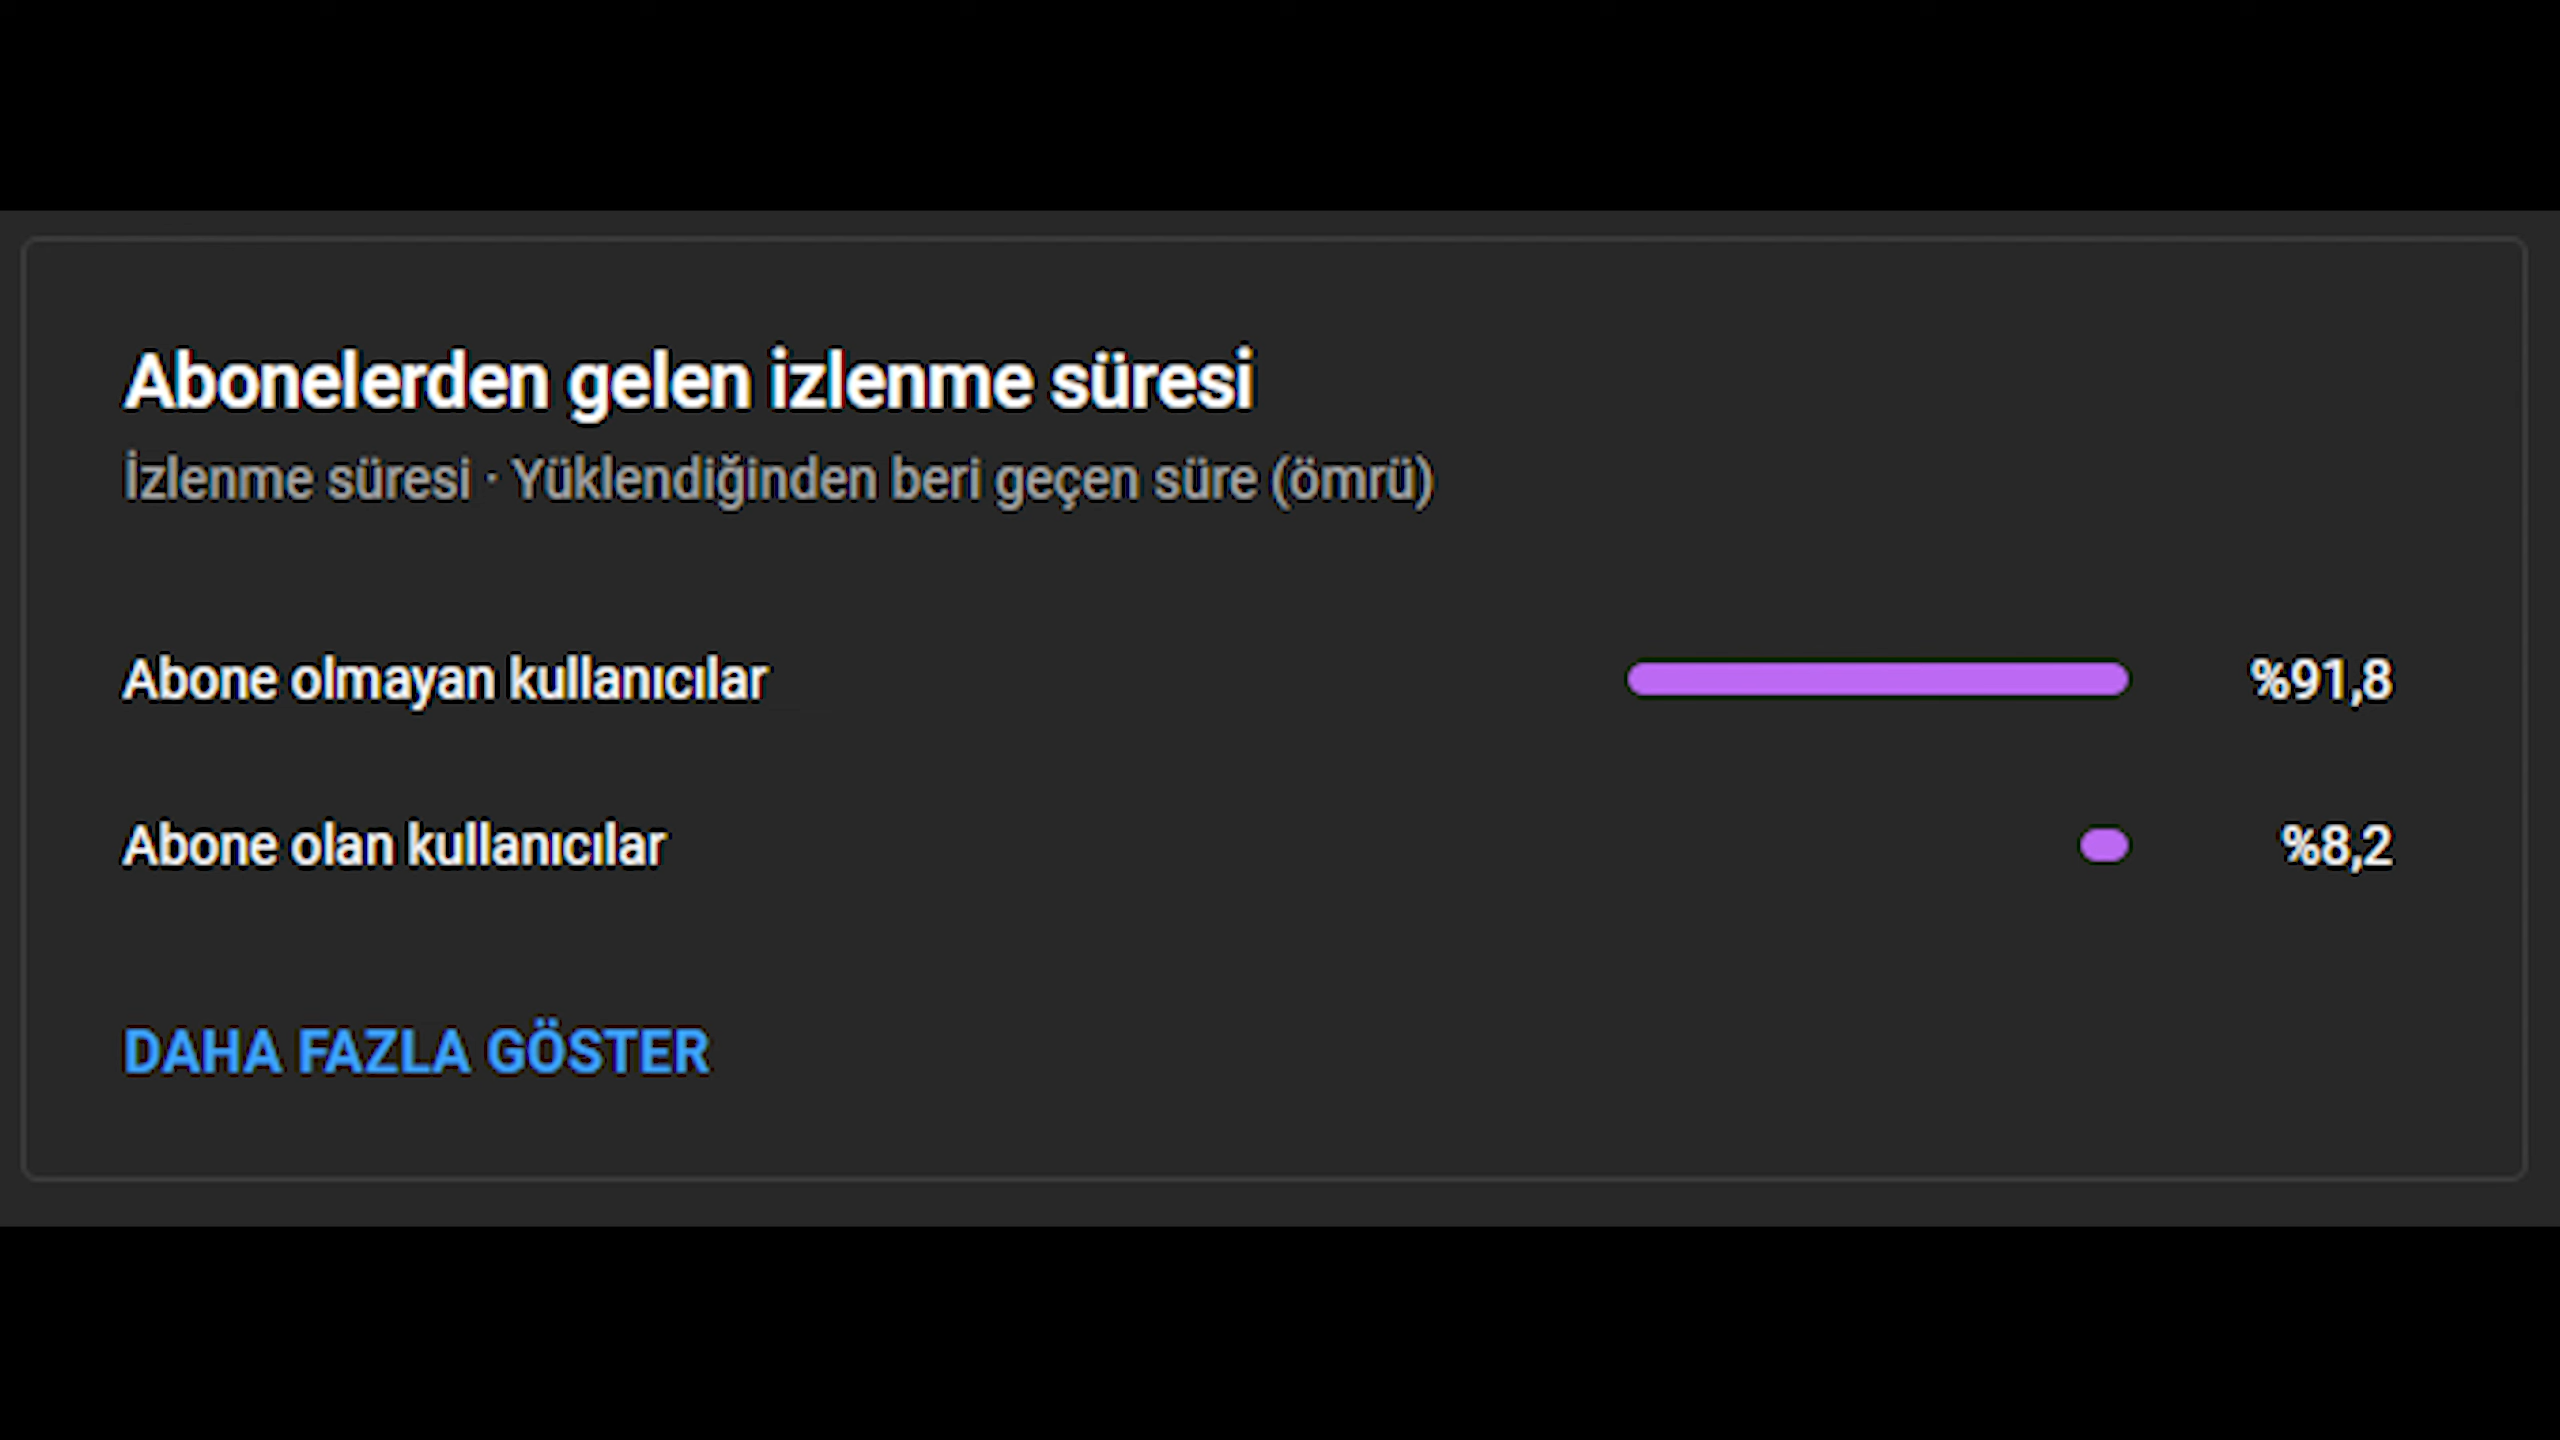 Abonelerden gelen izlenme süresi
İzlenme süresi · Yüklendiğinden beri geçen süre (ömrü)
Abone olmayan kullanıcılar %91,8
Abone olan kullanıcılar %8,2
DAHA FAZLA GÖSTER